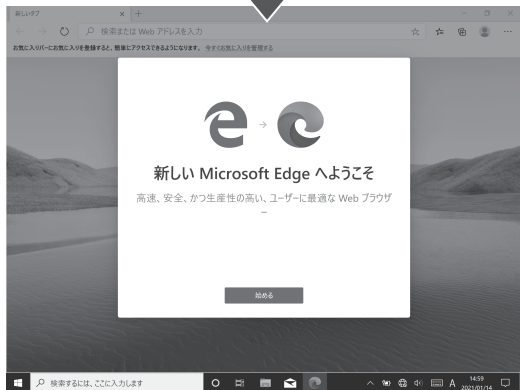 新しいタブ
検索または Web アドレスを入力
お気に入りバーにお気に入りを登録すると、簡単にアクセスできるようになります。 今すぐお気に入りを管理する
新しい Microsoft Edge へようこそ
高速、安全、かつ生産性の高い、ユーザーに最適な Web ブラウザ
ー
始める
検索するには、ここに入力します
A
14:59
2021/01/14